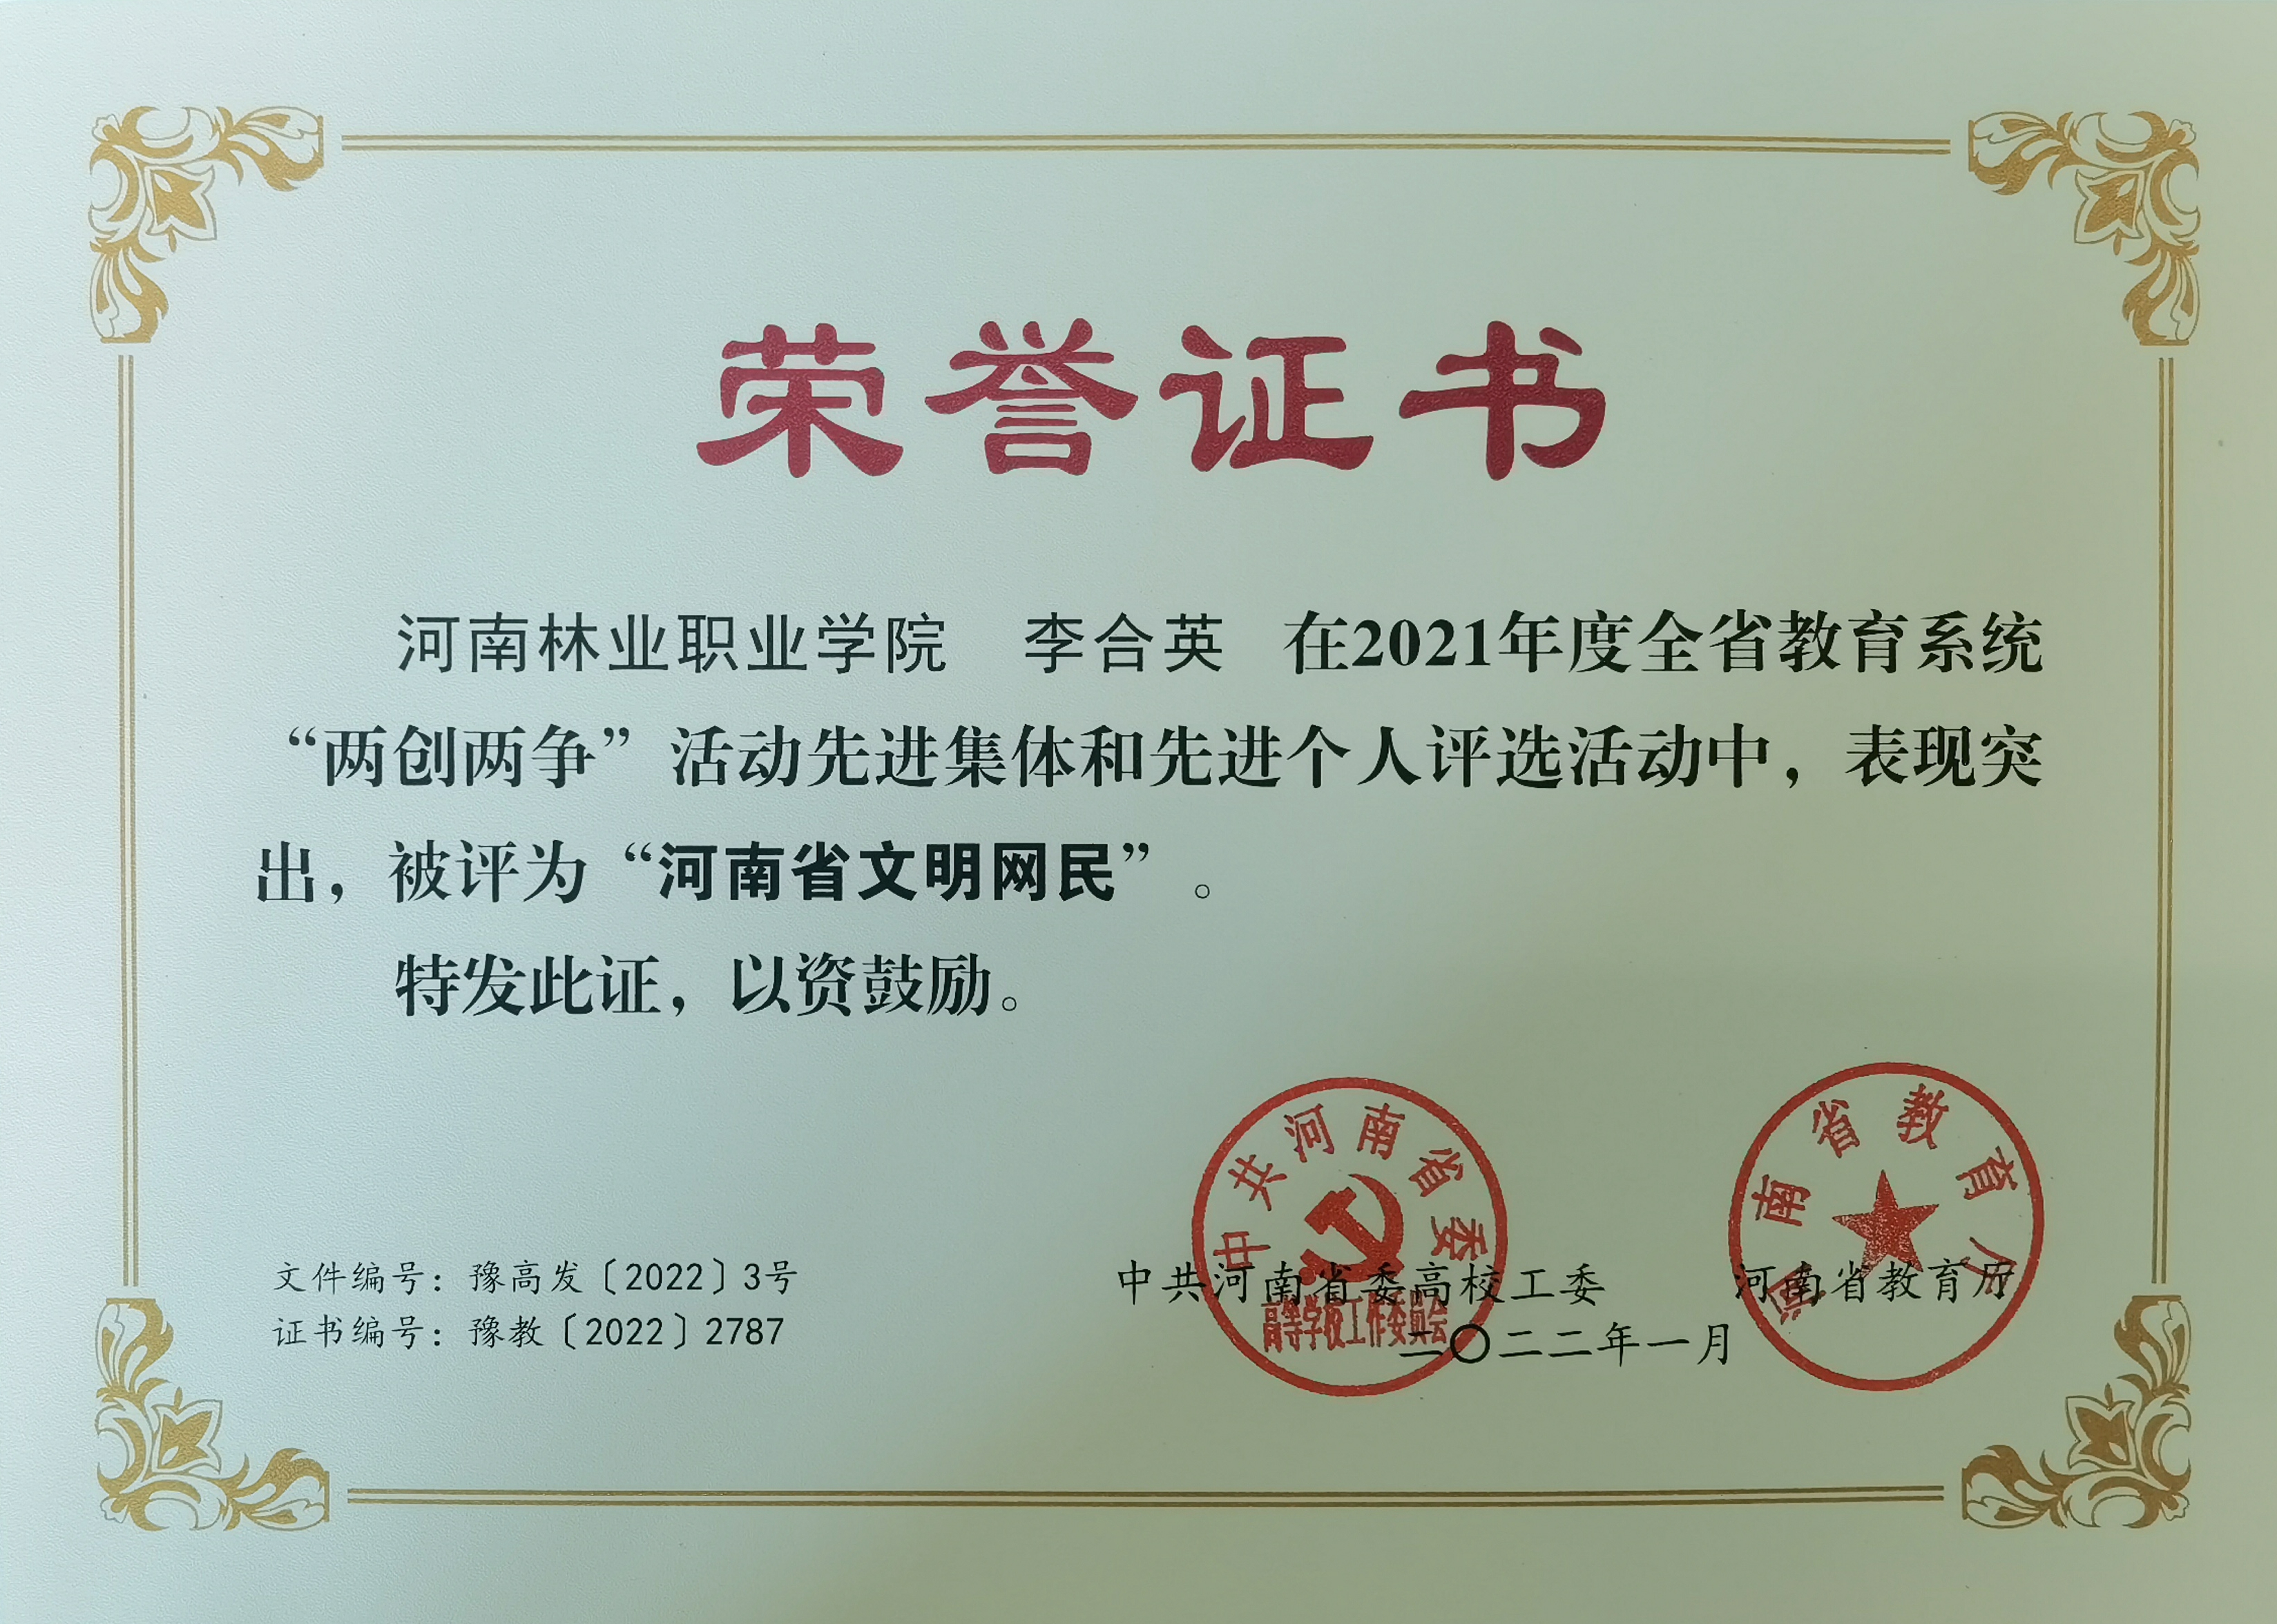 荣誉证书
河南林业职业学院 李合英 在2021年度全省教育系统
“两创两争”活动先进集体和先进个人评选活动中，表现突
出，被评为“河南省文明网民”。
特发此证，以资鼓励。
中共河南省委
高等学校工作委员会
河南省教育厅
文件编号：豫高发〔2022〕3号
证书编号：豫教〔2022〕2787
中共河南省委高校工委 河南省教育厅
二〇二二年一月